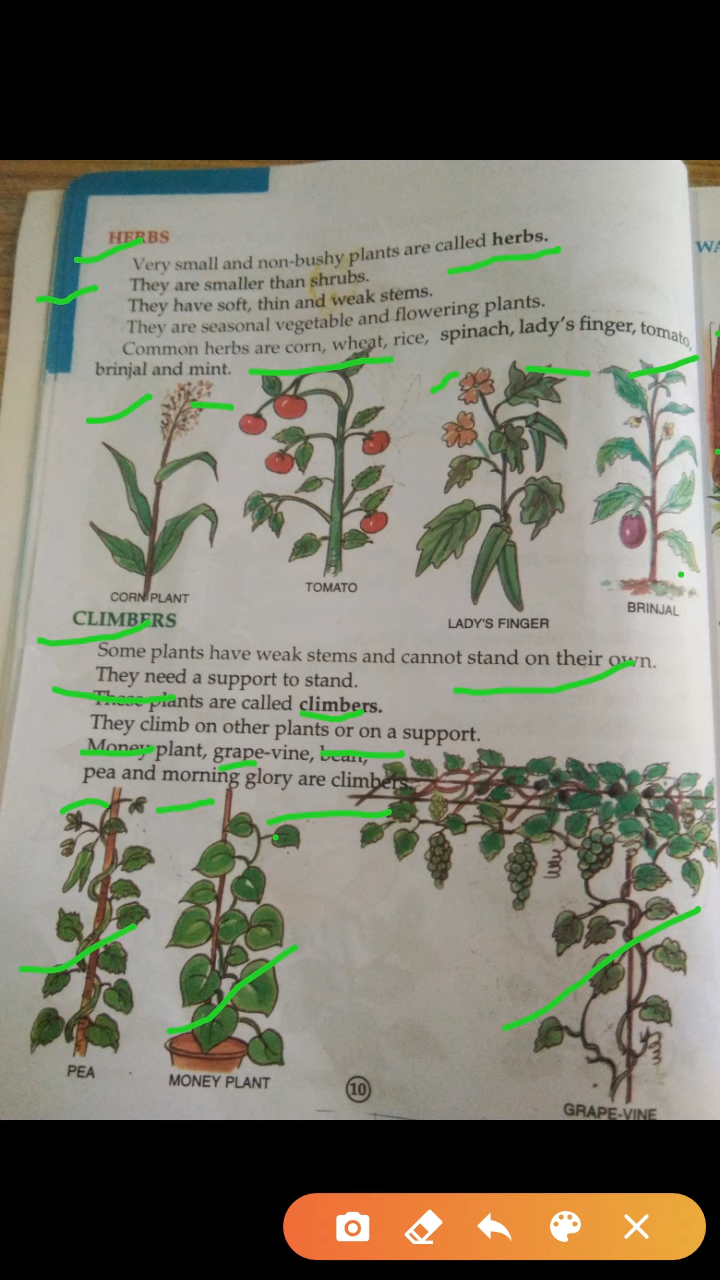 HERBS
Very small and non-bushy plants are called herbs.
They are smaller than shrubs.
They have soft, thin and weak stems.
They are seasonal vegetable and flowering plants.
Common herbs are corn, wheat, rice, spinach, lady's finger, tomato,
brinjal and mint.
CORN PLANT
TOMATO
LADY'S FINGER
BRINJAL
CLIMBERS
Some plants have weak stems and cannot stand on their own.
They need a support to stand.
These plants are called climbers.
They climb on other plants or on a support.
Money plant, grape-vine, bean,
pea and morning glory are climbers.
PEA
MONEY PLANT
GRAPE-VINE
10
WA